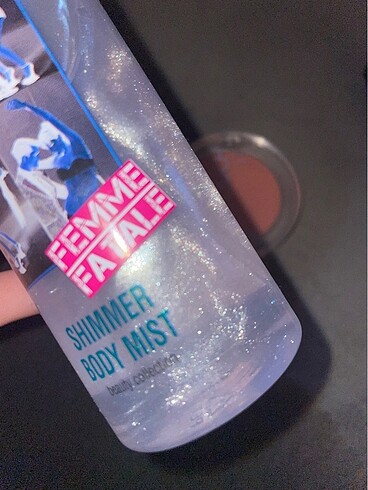 FEMME
FATALE
SHIMMER
BODY MIST
beauty collection